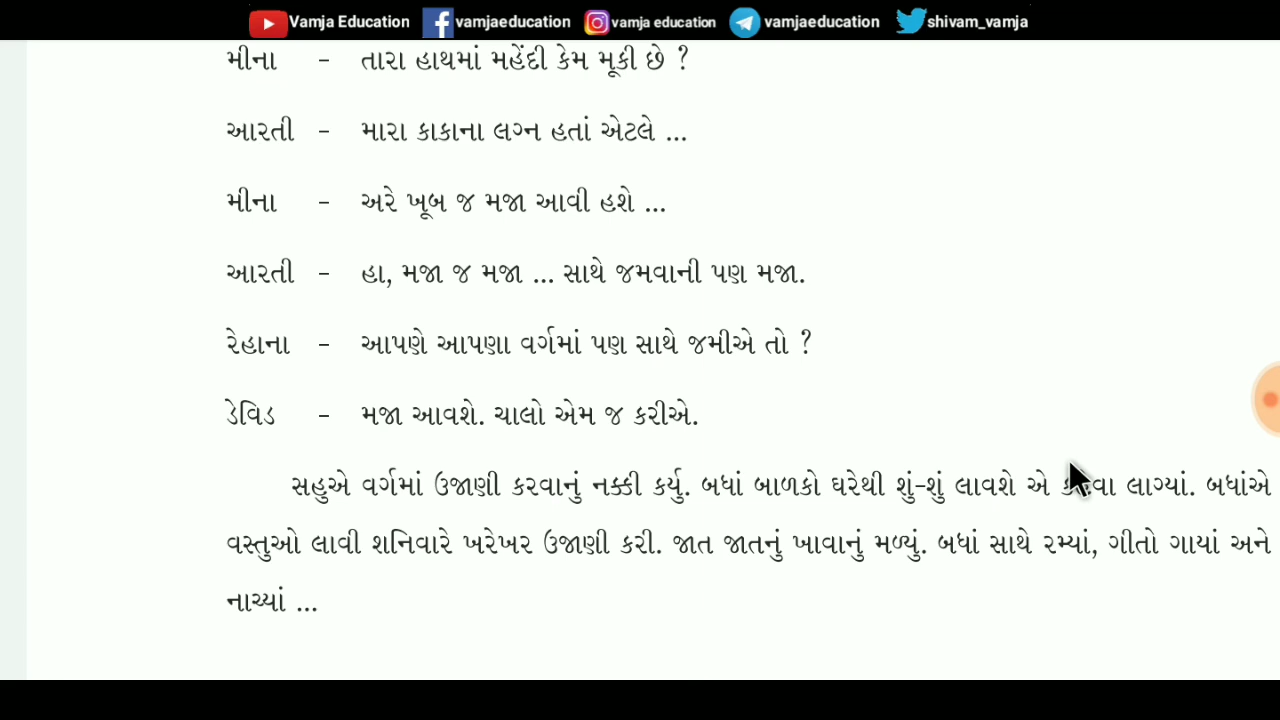 Vamja Education vamjaeducation vamja education vamjaeducation shivam_vamja
મીના - તારા હાથમાં મહેંદી કેમ મૂકી છે ?
આરતી - મારા કાકાના લગ્ન હતાં એટલે ...
મીના - અરે ખૂબ જ મજા આવી હશે ...
આરતી - હા, મજા જ મજા ... સાથે જમવાની પણ મજા.
રેહાના - આપણે આપણા વર્ગમાં પણ સાથે જમીએ તો ?
ડેવિડ - મજા આવશે. ચાલો એમ જ કરીએ.
સહુએ વર્ગમાં ઉજાણી કરવાનું નક્કી કર્યુ. બધાં બાળકો ઘરેથી શું-શું લાવશે એ લાગ્યાં. બધાંએ
વસ્તુઓ લાવી શનિવારે ખરેખર ઉજાણી કરી. જાત જાતનું ખાવાનું મળ્યું. બધાં સાથે રમ્યાં, ગીતો ગાયાં અને
નાચ્યાં ...